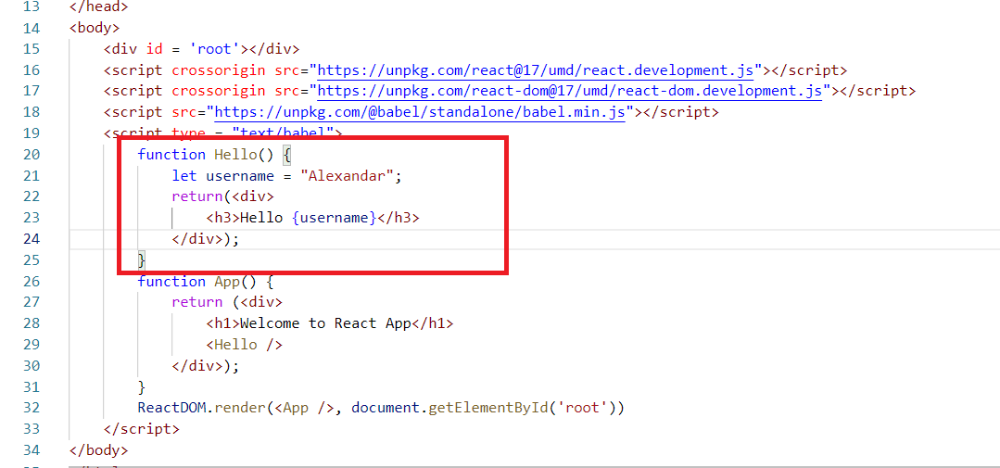 13 </head>
14 <body>
15 <div id = 'root'></div>
16 <script crossorigin src="https://unpkg.com/react@17/umd/react.development.js"></script>
17 <script crossorigin src="https://unpkg.com/react-dom@17/umd/react-dom.development.js"></script>
18 <script src="https://unpkg.com/@babel/standalone/babel.min.js"></script>
19 <script type = "text/babel">
20 function Hello() {
21 let username = "Alexandar";
22 return(<div>
23 <h3>Hello {username}</h3>
24 </div>);
25 }
26 function App() {
27 return (<div>
28 <h1>Welcome to React App</h1>
29 <Hello />
30 </div>);
31 }
32 ReactDOM.render(<App />, document.getElementById('root'))
33 </script>
34 </body>